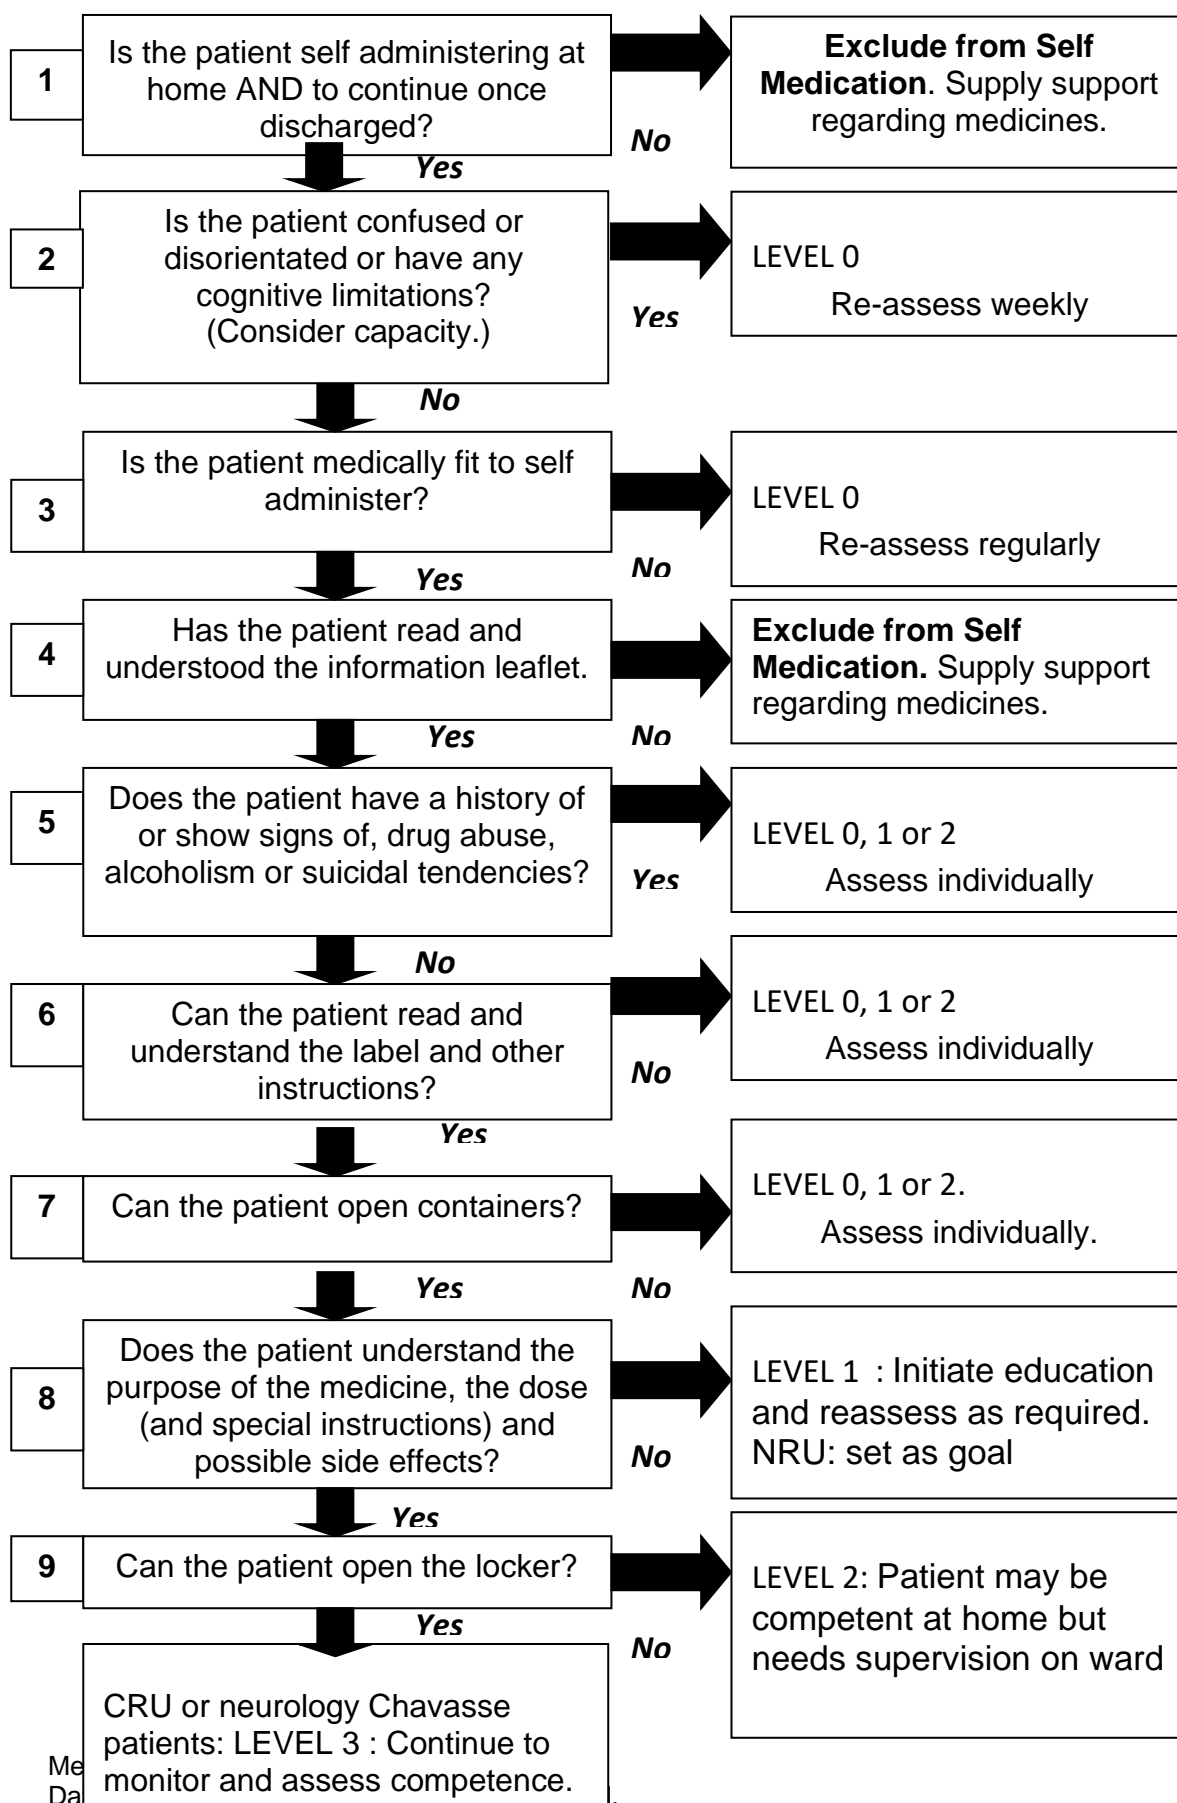 1
Is the patient self administering at
home AND to continue once
discharged?
No
Exclude from Self
Medication. Supply support
regarding medicines.
Yes
2
Is the patient confused or
disorientated or have any
cognitive limitations?
(Consider capacity.)
Yes
LEVEL 0
Re-assess weekly
No
3
Is the patient medically fit to self
administer?
No
LEVEL 0
Re-assess regularly
Yes
4
Has the patient read and
understood the information leaflet.
No
Exclude from Self
Medication. Supply support
regarding medicines.
Yes
5
Does the patient have a history of
or show signs of, drug abuse,
alcoholism or suicidal tendencies?
Yes
LEVEL 0, 1 or 2
Assess individually
No
6
Can the patient read and
understand the label and other
instructions?
No
LEVEL 0, 1 or 2
Assess individually
Yes
7
Can the patient open containers?
No
LEVEL 0, 1 or 2.
Assess individually.
Yes
8
Does the patient understand the
purpose of the medicine, the dose
(and special instructions) and
possible side effects?
No
LEVEL 1 : Initiate education
and reassess as required.
NRU: set as goal
Yes
9
Can the patient open the locker?
No
LEVEL 2: Patient may be
competent at home but
needs supervision on ward
Yes
CRU or neurology Chavasse
patients: LEVEL 3 : Continue to
monitor and assess competence.